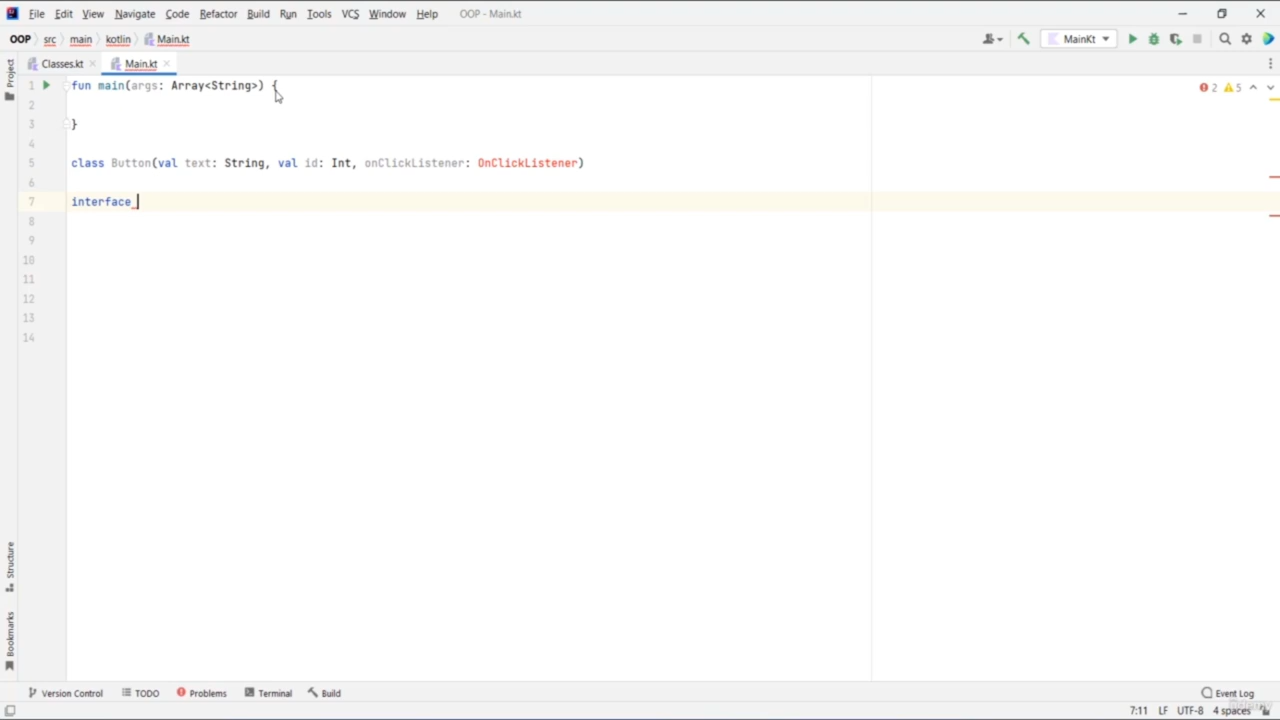 File Edit View Navigate Code Refactor Build Run Tools VCS Window Help OOP - Main.kt
OOP src main kotlin Main.kt MainKt
Project
Classes.kt Main.kt
1 fun main(args: Array<String>) { 2 5
2
3 }
4
5 class Button(val text: String, val id: Int, onClickListener: OnClickListener)
6
7 interface
8
9
10
11
12
13
14
Structure
Bookmarks
Version Control TODO Problems Terminal Build Event Log
7:11 LF UTF-8 4 spaces